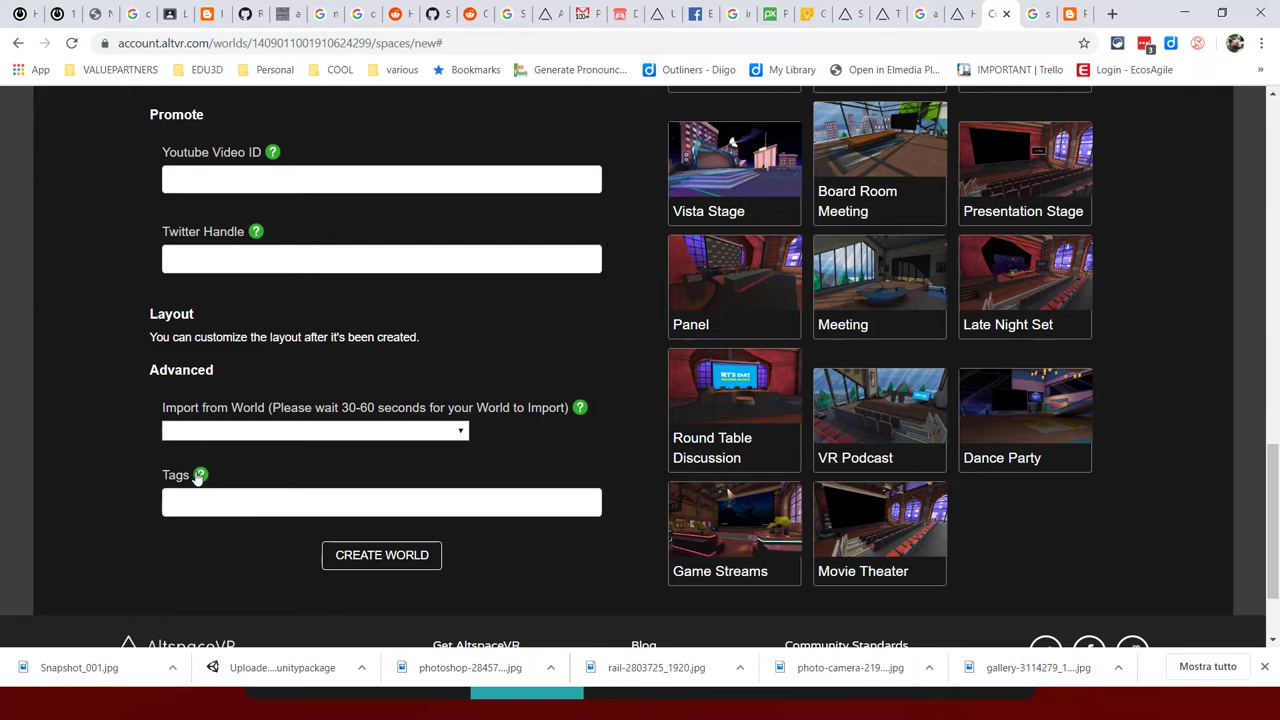 account.altvr.com/worlds/1409011001910624299/spaces/new#
App
VALUEPARTNERS
EDU3D
Personal
COOL
various
Bookmarks
Generate Pronounc...
Outliners - Diigo
My Library
Open in Elmedia Pl...
IMPORTANT | Trello
Login - EcosAgile
Promote
Youtube Video ID ?
Twitter Handle ?
Layout
You can customize the layout after it's been created.
Advanced
Import from World (Please wait 30-60 seconds for your World to Import) ?
Tags ?
CREATE WORLD
Vista Stage
Board Room
Meeting
Presentation Stage
Panel
Meeting
Late Night Set
LET'S CHAT
Round Table
Discussion
VR Podcast
Dance Party
Game Streams
Movie Theater
AltspaceVR
Get AltspaceVR
Blog
Community Standards
Snapshot_001.jpg
Uploade....unitypackage
photoshop-28457....jpg
rail-2803725_1920.jpg
photo-camera-219....jpg
gallery-3114279_1...jpg
Mostra tutto